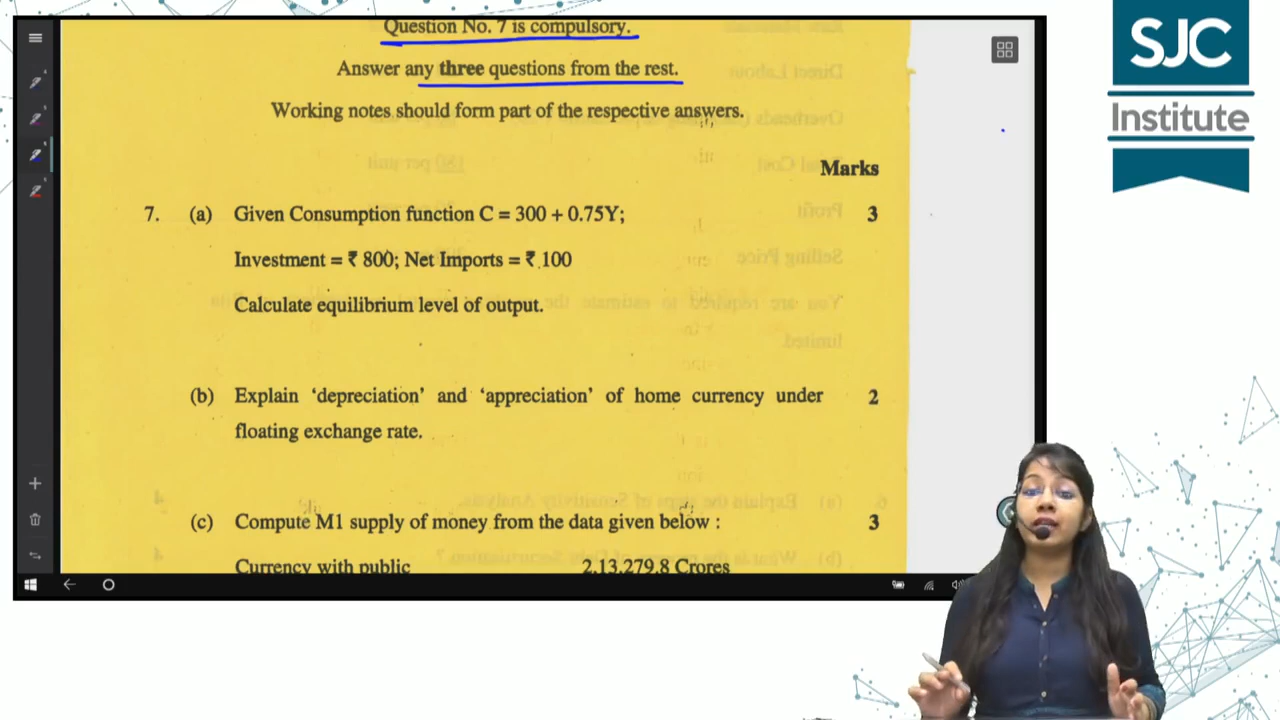 Question No. 7 is compulsory.
Answer any three questions from the rest.
Working notes should form part of the respective answers.
Marks
7. (a) Given Consumption function C = 300 + 0.75Y; 3
Investment = ₹ 800; Net Imports = ₹ 100
Calculate equilibrium level of output.
(b) Explain ‘depreciation’ and ‘appreciation’ of home currency under 2
floating exchange rate.
(c) Compute M1 supply of money from the data given below : 3
Currency with public 2,13,279.8 Crores
SJC
Institute